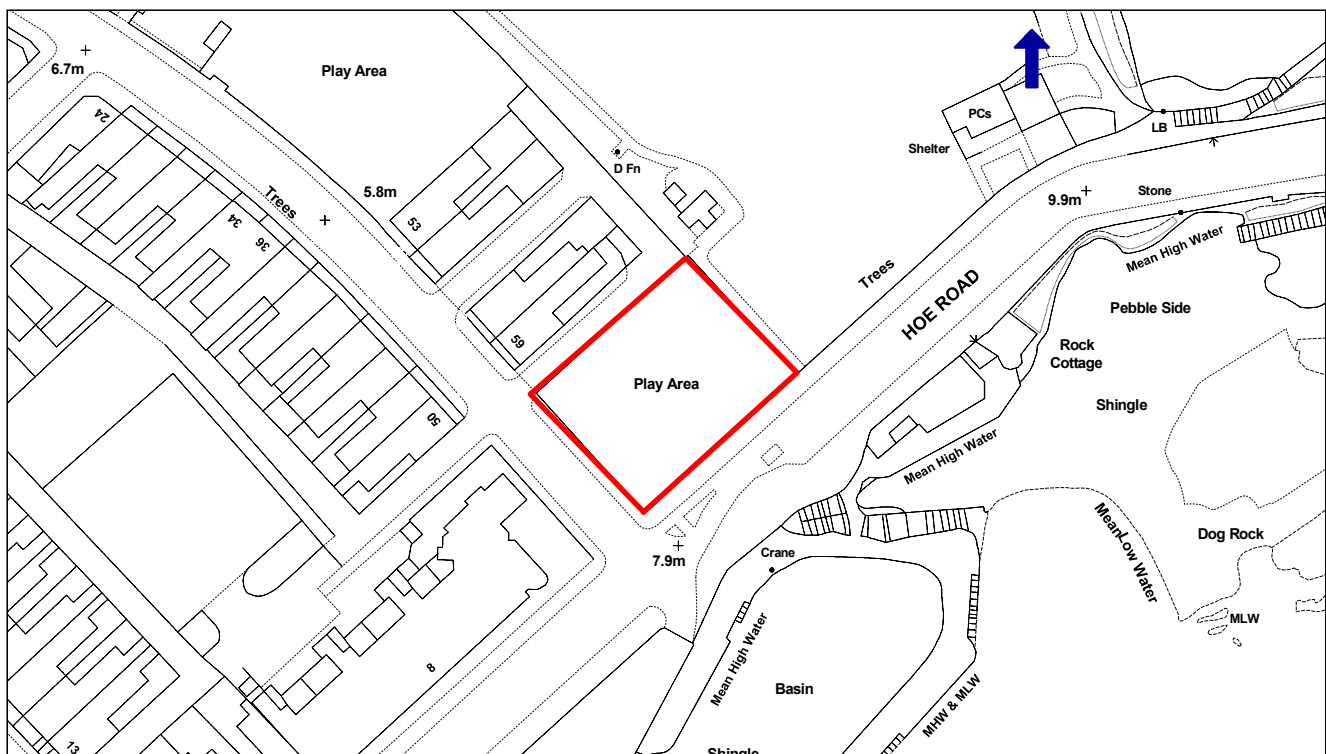 6.7m
Play Area
24
Trees
34
36
5.8m
53
59
50
D Fn
PCs
Shelter
LB
9.9m
Stone
Trees
HOE ROAD
Mean High Water
Pebble Side
Rock
Cottage
Shingle
Play Area
Mean High Water
Mean Low Water
Dog Rock
MLW
7.9m
Crane
Mean High Water
Basin
MHW & MLW
8
13
Shingle